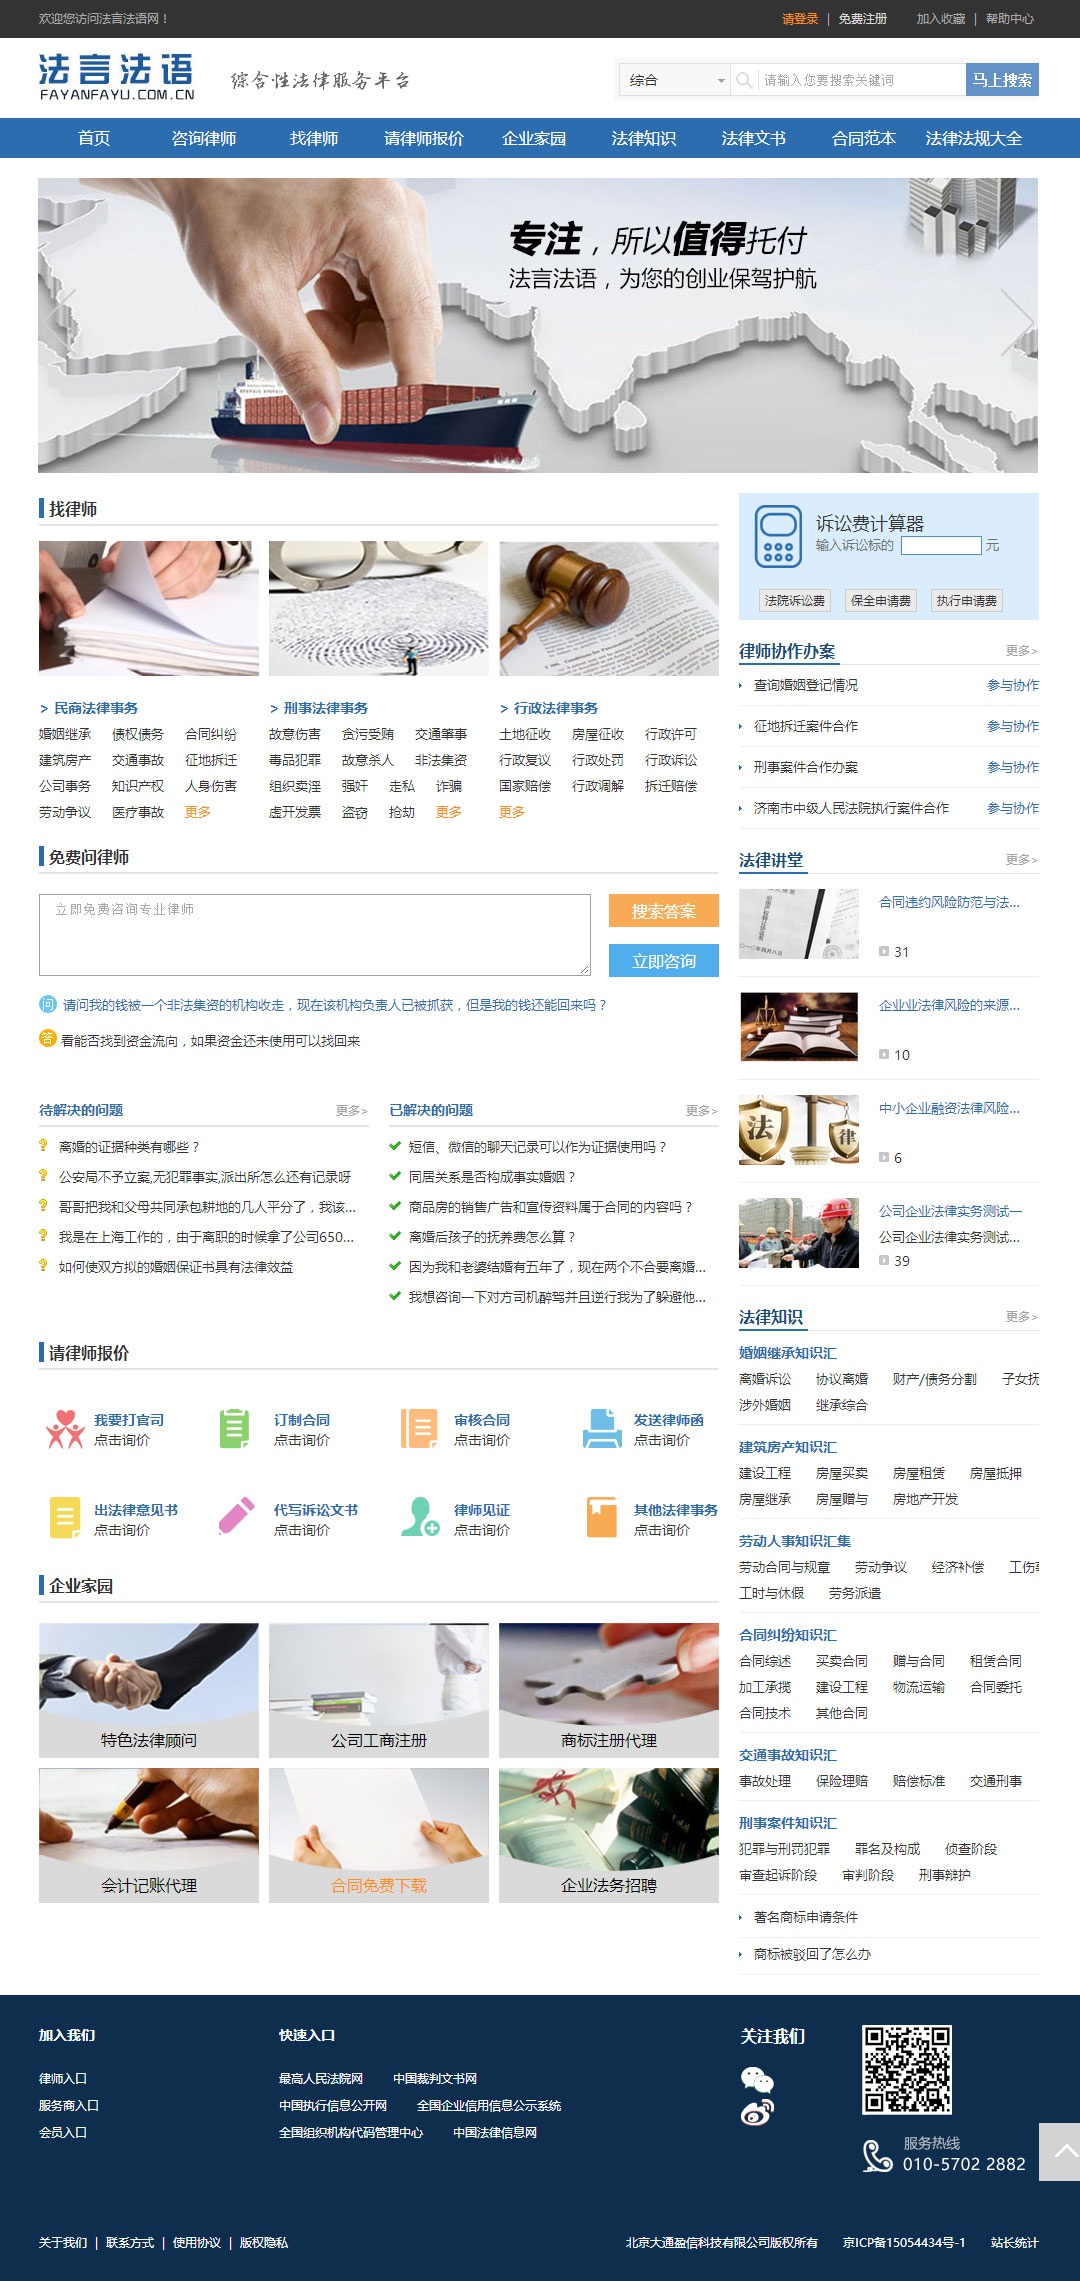 欢迎您访问法言法语网！
请登录 | 免费注册 加入收藏 | 帮助中心
法言法语
FAYANFAYU.COM.CN
综合性法律服务平台
综合 请输入您要搜索关键词 马上搜索
首页 咨询律师 找律师 请律师报价 企业家园 法律知识 法律文书 合同范本 法律法规大全
专注，所以值得托付
法言法语，为您的创业保驾护航
找律师
> 民商法律事务
婚姻继承 债权债务 合同纠纷
建筑房产 交通事故 征地拆迁
公司事务 知识产权 人身伤害
劳动争议 医疗事故 更多
> 刑事法律事务
故意伤害 贪污受贿 交通肇事
毒品犯罪 故意杀人 非法集资
组织卖淫 强奸 走私 诈骗
虚开发票 盗窃 抢劫 更多
> 行政法律事务
土地征收 房屋征收 行政许可
行政复议 行政处罚 行政诉讼
国家赔偿 行政调解 拆迁赔偿
更多
免费问律师
立即免费咨询专业律师
搜索答案
立即咨询
问 请问我的钱被一个非法集资的机构收走，现在该机构负责人已被抓获，但是我的钱还能回来吗？
答 看能否找到资金流向，如果资金还未使用可以找回来
待解决的问题 更多>
离婚的证据种类有哪些？
公安局不予立案,无犯罪事实,派出所怎么还有记录呀
哥哥把我和父母共同承包耕地的几人平分了，我该...
我是在上海工作的，由于离职的时候拿了公司650...
如何使双方拟的婚姻保证书具有法律效益
已解决的问题 更多>
短信、微信的聊天记录可以作为证据使用吗？
同居关系是否构成事实婚姻？
商品房的销售广告和宣传资料属于合同的内容吗？
离婚后孩子的抚养费怎么算？
因为我和老婆结婚有五年了，现在两个不合要离婚...
我想咨询一下对方司机醉驾并且逆行我为了躲避他...
请律师报价
我要打官司 订制合同 审核合同 发送律师函
点击询价 点击询价 点击询价 点击询价
出法律意见书 代写诉讼文书 律师见证 其他法律事务
点击询价 点击询价 点击询价 点击询价
企业家园
特色法律顾问 公司工商注册 商标注册代理
会计记账代理 合同免费下载 企业法务招聘
诉讼费计算器
输入诉讼标的 元
法院诉讼费 保全申请费 执行申请费
律师协作办案 更多>
查询婚姻登记情况 参与协作
征地拆迁案件合作 参与协作
刑事案件合作办案 参与协作
济南市中级人民法院执行案件合作 参与协作
法律讲堂 更多>
合同违约风险防范与法...
31
企业业法律风险的来源...
10
法 律
中小企业融资法律风险...
6
公司企业法律实务测试一
公司企业法律实务测试...
39
法律知识 更多>
婚姻继承知识汇
离婚诉讼 协议离婚 财产/债务分割 子女抚
涉外婚姻 继承综合
建筑房产知识汇
建设工程 房屋买卖 房屋租赁 房屋抵押
房屋继承 房屋赠与 房地产开发
劳动人事知识汇集
劳动合同与规章 劳动争议 经济补偿 工伤
工时与休假 劳务派遣
合同纠纷知识汇
合同综述 买卖合同 赠与合同 租赁合同
加工承揽 建设工程 物流运输 合同委托
合同技术 其他合同
交通事故知识汇
事故处理 保险理赔 赔偿标准 交通刑事
刑事案件知识汇
犯罪与刑罚犯罪 罪名及构成 侦查阶段
审查起诉阶段 审判阶段 刑事辩护
著名商标申请条件
商标被驳回了怎么办
加入我们
律师入口
服务商入口
会员入口
快速入口
最高人民法院网 中国裁判文书网
中国执行信息公开网 全国企业信用信息公示系统
全国组织机构代码管理中心 中国法律信息网
关注我们
服务热线
010-5702 2882
关于我们 | 联系方式 | 使用协议 | 版权隐私
北京大通盈信科技有限公司版权所有 京ICP备15054434号-1 站长统计